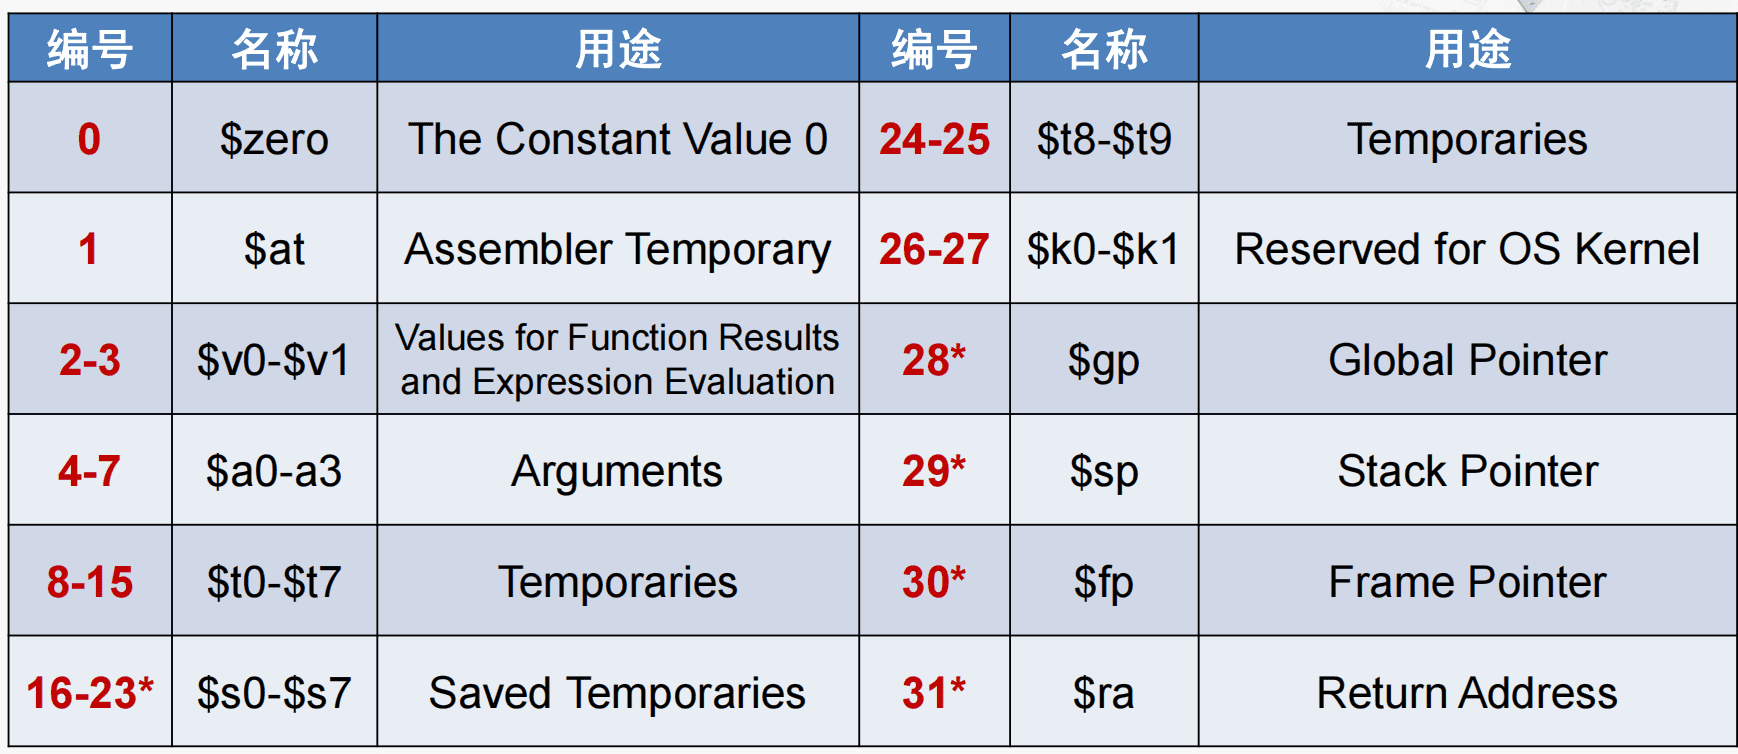 编号 名称 用途 编号 名称 用途
0 $zero The Constant Value 0 24-25 $t8-$t9 Temporaries
1 $at Assembler Temporary 26-27 $k0-$k1 Reserved for OS Kernel
2-3 $v0-$v1 Values for Function Results
and Expression Evaluation 28* $gp Global Pointer
4-7 $a0-a3 Arguments 29* $sp Stack Pointer
8-15 $t0-$t7 Temporaries 30* $fp Frame Pointer
16-23* $s0-$s7 Saved Temporaries 31* $ra Return Address